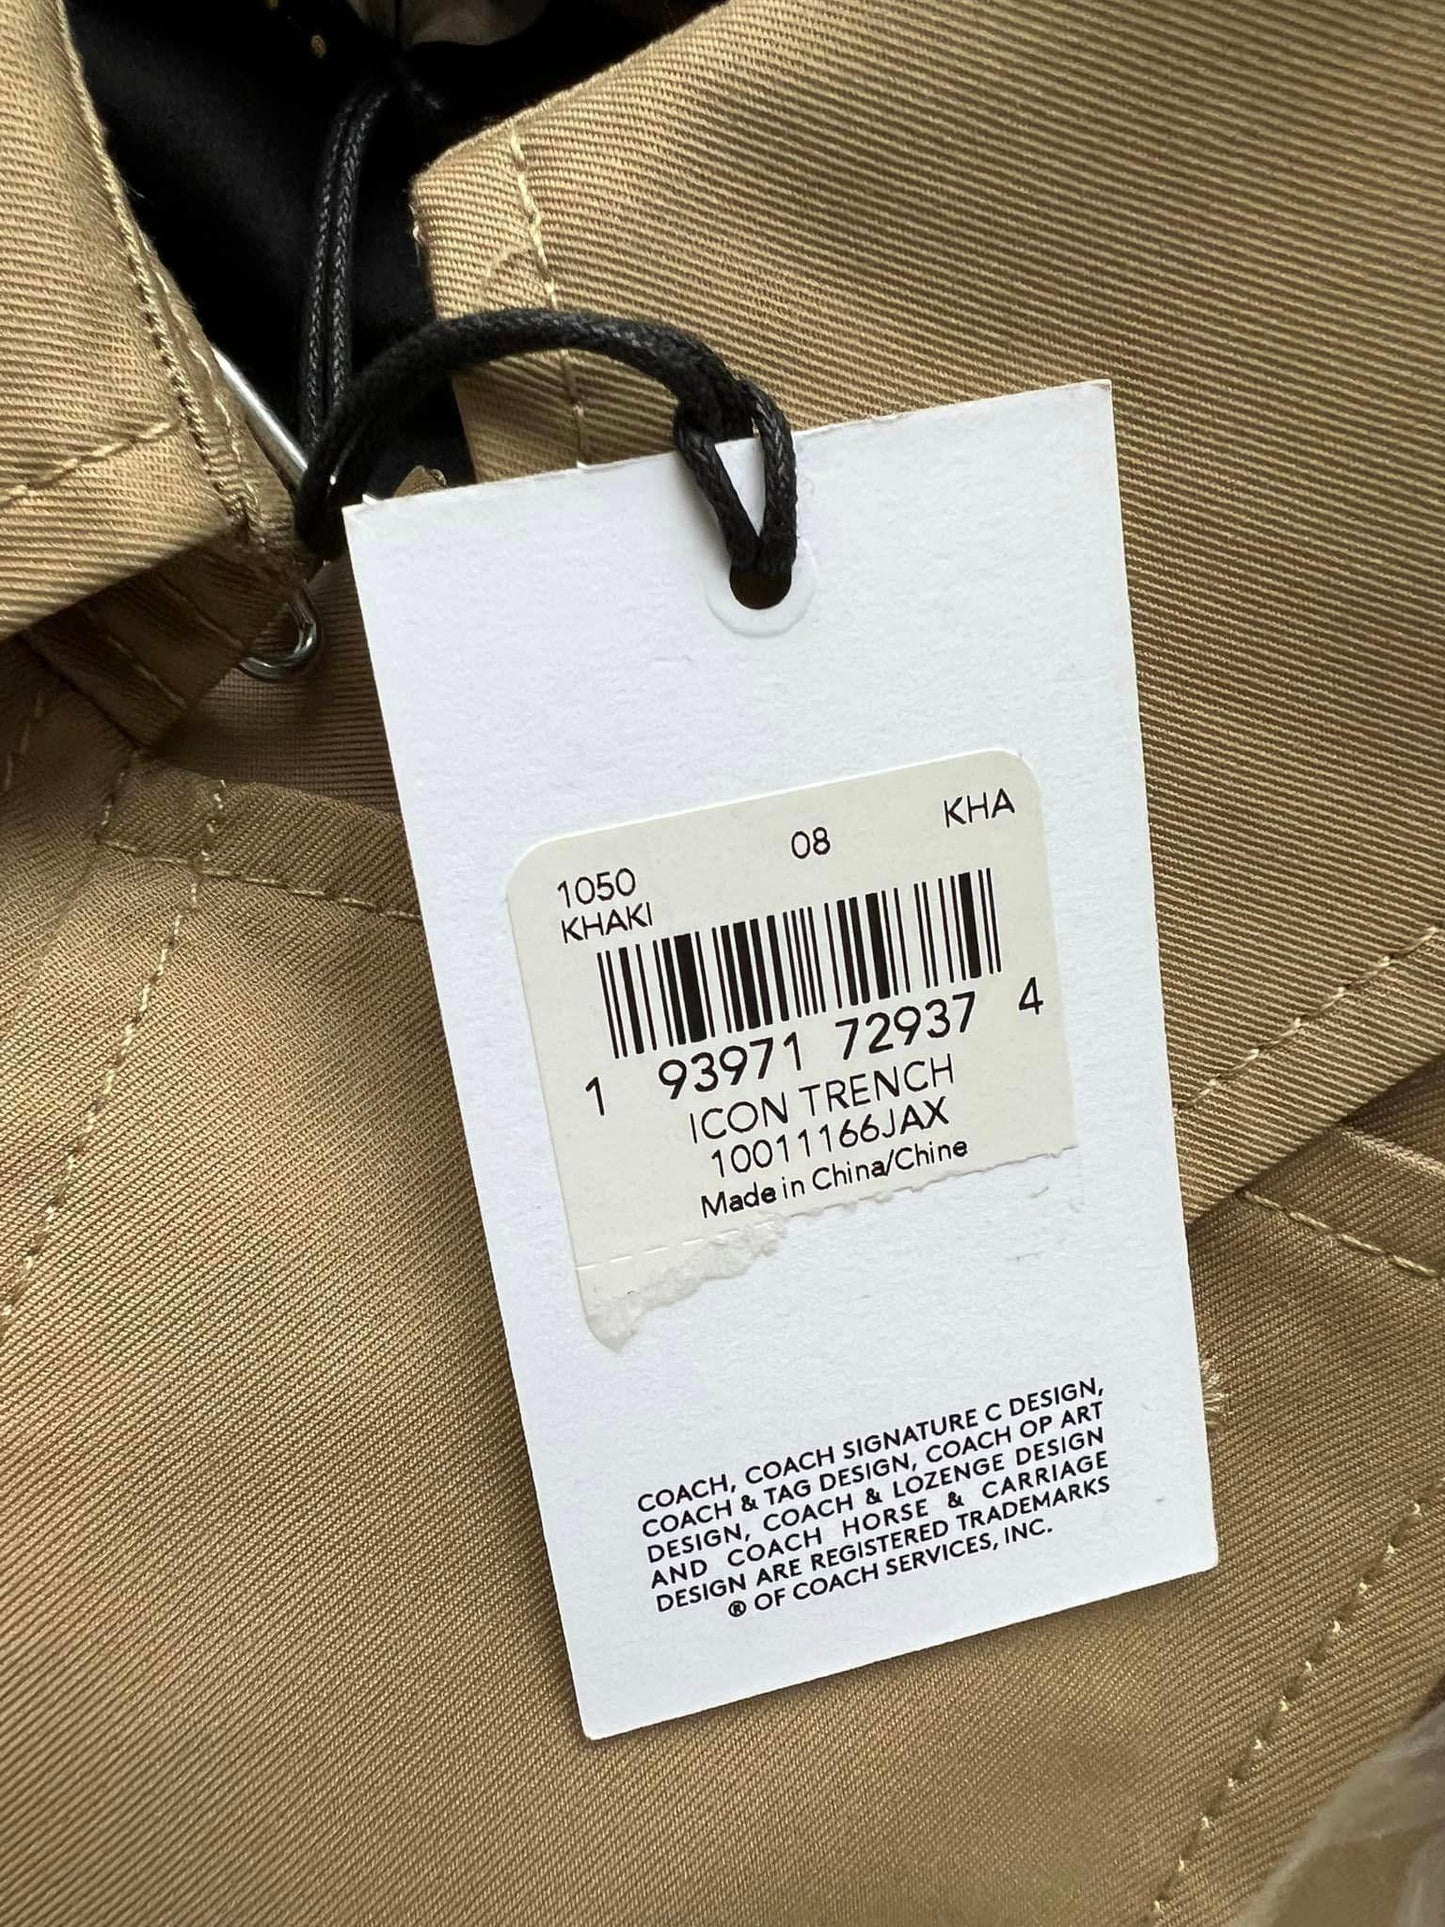 1050 08 KHA
KHAKI
1 93971 72937 4
ICON TRENCH
10011166JAX
Made in China/Chine
COACH, COACH SIGNATURE C DESIGN,
COACH & TAG DESIGN, COACH OP ART
DESIGN, COACH & LOZENGE DESIGN
AND COACH HORSE & CARRIAGE
DESIGN ARE REGISTERED TRADEMARKS
® OF COACH SERVICES, INC.